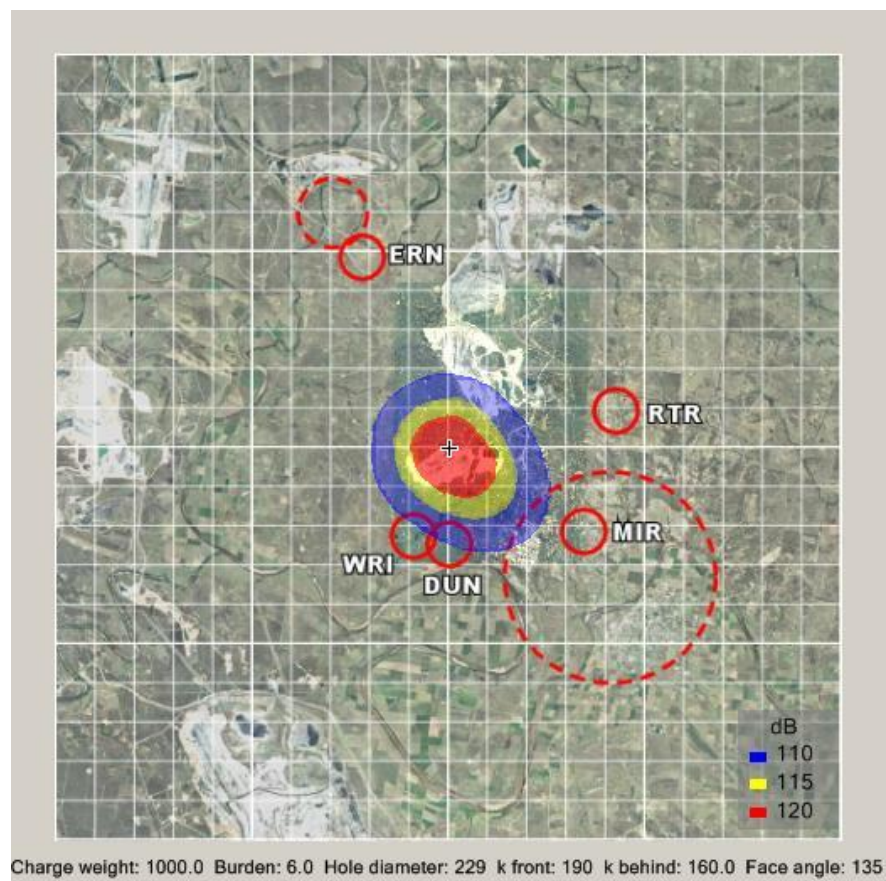 ERN
RTR
MIR
WRI
DUN
dB
110
115
120
Charge weight: 1000.0 Burden: 6.0 Hole diameter: 229 k front: 190 k behind: 160.0 Face angle: 135